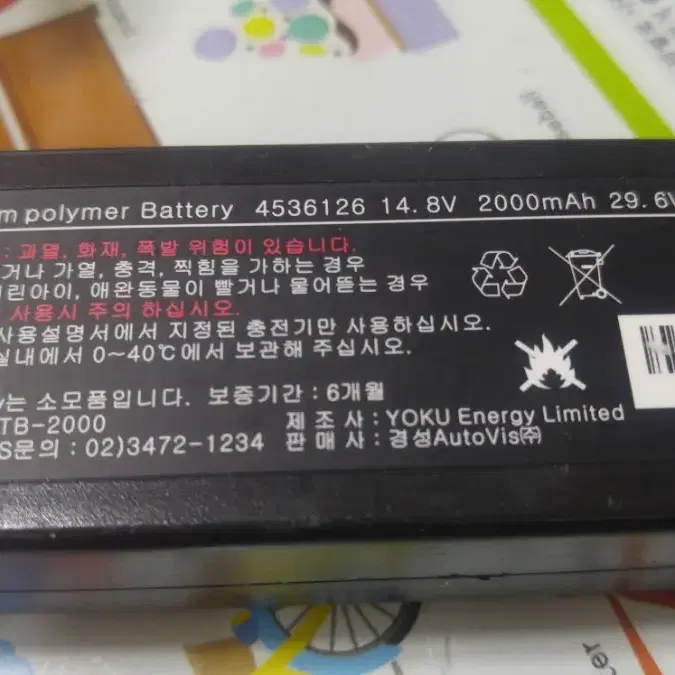 m polymer Battery 4536126 14.8V 2000mAh 29.6
: 과열, 화재, 폭발 위험이 있습니다.
거나 가열, 충격, 찍힘을 가하는 경우
린아이, 애완동물이 빨거나 물어뜯는 경우
사용시 주의 하십시오.
사용설명서에서 지정된 충전기만 사용하십시오.
실내에서 0~40℃에서 보관해 주십시오.
y는 소모품입니다. 보증기간 : 6개월
TB-2000
제 조 사 : YOKU Energy Limited
S문의 : 02)3472-1234
판 매 사 : 경성AutoVis㈜